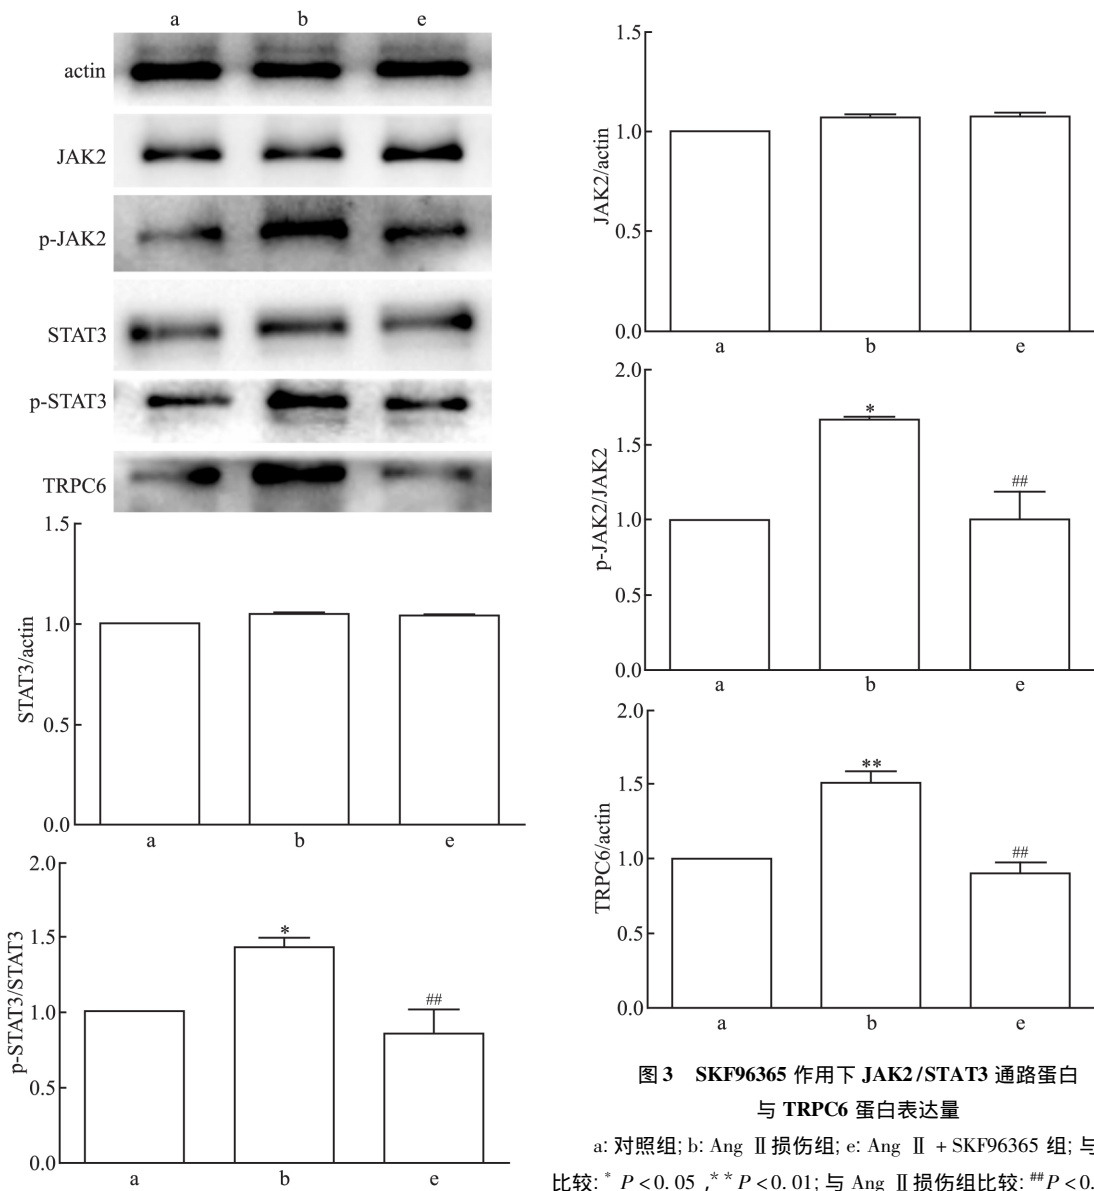 a b e
actin
JAK2
p-JAK2
STAT3
p-STAT3
TRPC6
1.5
1.0
0.5
0.0
STAT3/actin
a b e
2.0
1.5
1.0
0.5
0.0
p-STAT3/STAT3
*
##
a b e
1.5
1.0
0.5
0.0
JAK2/actin
a b e
2.0
1.5
1.0
0.5
0.0
p-JAK2/JAK2
*
##
a b e
2.0
1.5
1.0
0.5
0.0
TRPC6/actin
**
##
a b e
图 3 SKF96365 作用下 JAK2/STAT3 通路蛋白
与 TRPC6 蛋白表达量
a: 对照组; b: Ang Ⅱ损伤组; e: Ang Ⅱ + SKF96365 组; 与
比较: * P < 0. 05 ,** P < 0. 01; 与 Ang Ⅱ损伤组比较: ##P < 0.